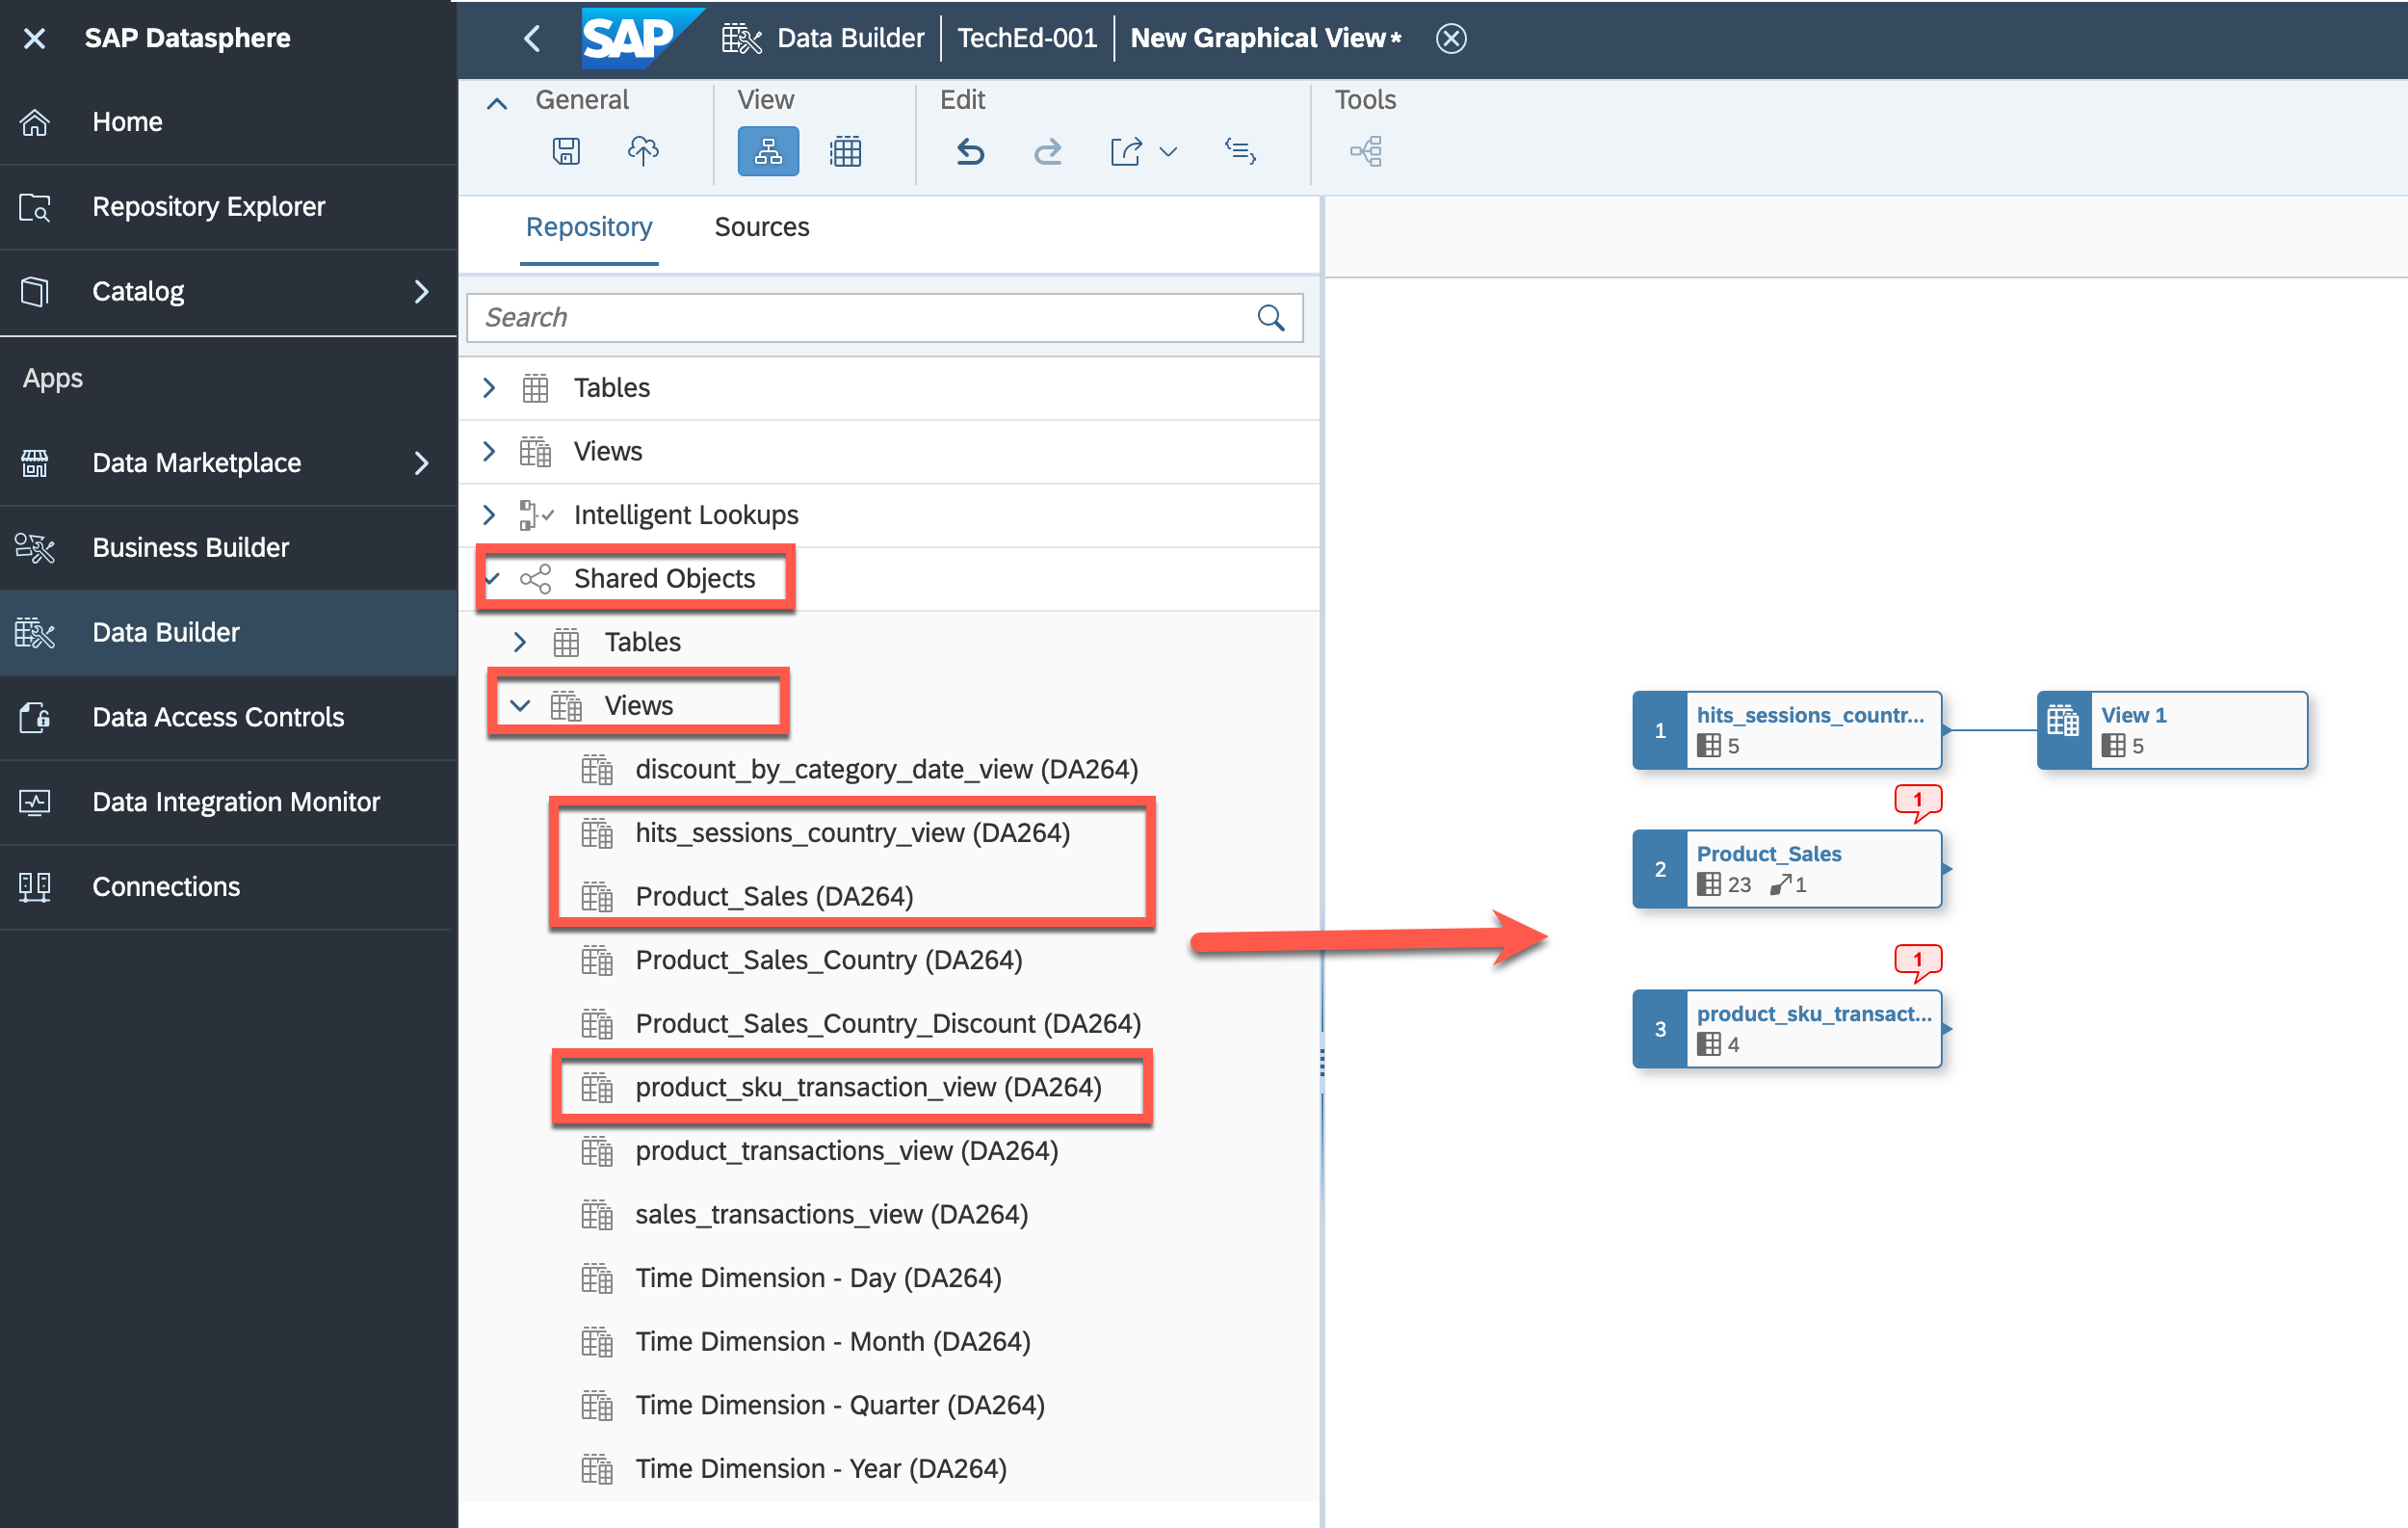 SAP Datasphere
Home
Repository Explorer
Catalog
Apps
Data Marketplace
Business Builder
Data Builder
Data Access Controls
Data Integration Monitor
Connections
SAP Data Builder TechEd-001 New Graphical View*
General View Edit Tools
Repository Sources
Search
Tables
Views
Intelligent Lookups
Shared Objects
Tables
Views
discount_by_category_date_view (DA264)
hits_sessions_country_view (DA264)
Product_Sales (DA264)
Product_Sales_Country (DA264)
Product_Sales_Country_Discount (DA264)
product_sku_transaction_view (DA264)
product_transactions_view (DA264)
sales_transactions_view (DA264)
Time Dimension - Day (DA264)
Time Dimension - Month (DA264)
Time Dimension - Quarter (DA264)
Time Dimension - Year (DA264)
1 hits_sessions_countr...
5
View 1
5
1
2 Product_Sales
23 1
1
3 product_sku_transact...
4